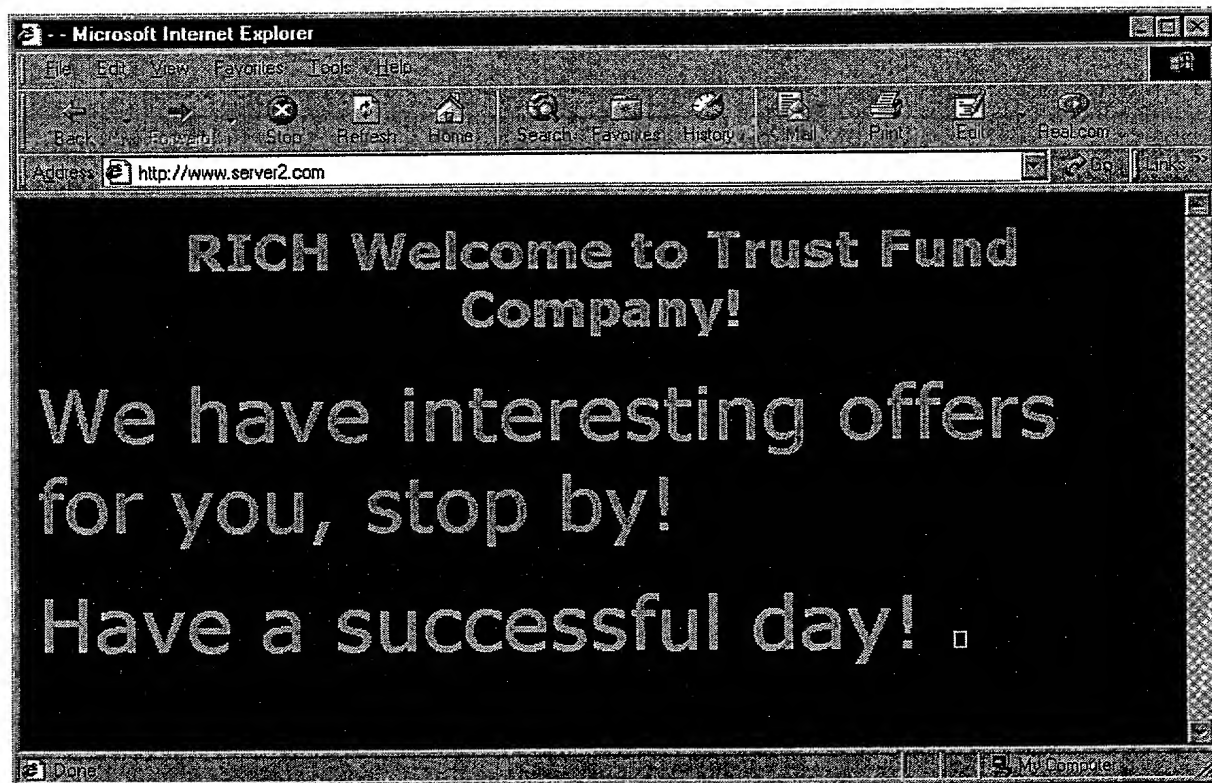 - - Microsoft Internet Explorer
File Edit View Favorites Tools Help
Back Forward Stop Refresh Home Search Favorites History Mail Print Edit Real.com
Address http://www.server2.com Go Links »
RICH Welcome to Trust Fund
Company!
We have interesting offers
for you, stop by!
Have a successful day! ▯
Done My Computer